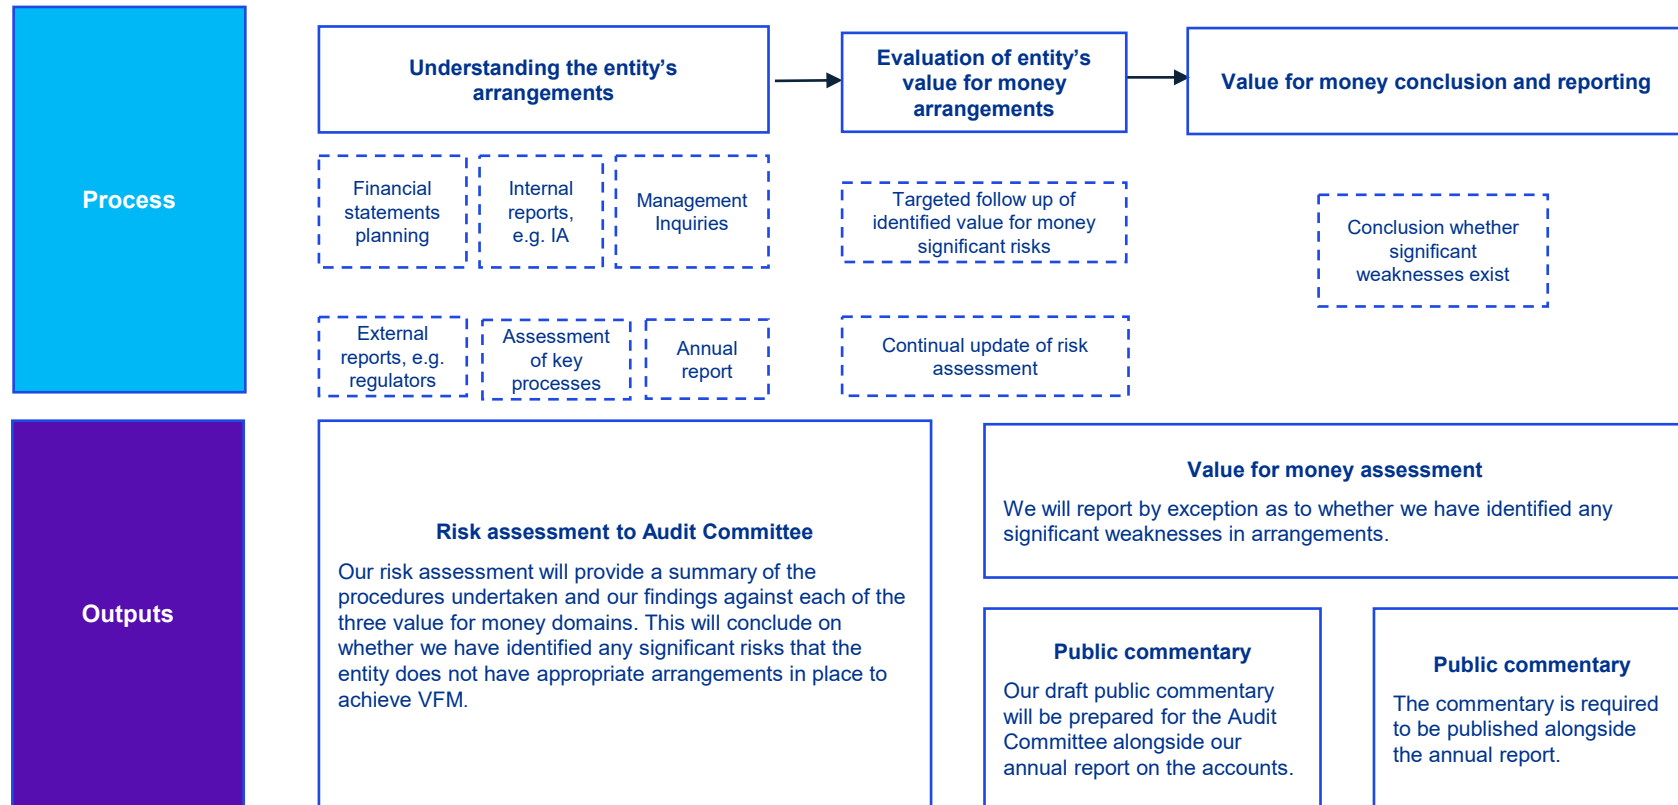 Process
Understanding the entity's
arrangements
Evaluation of entity's
value for money
arrangements
Value for money conclusion and reporting
Financial
statements
planning
Internal
reports,
e.g. IA
Management
Inquiries
Targeted follow up of
identified value for money
significant risks
Conclusion whether
significant
weaknesses exist
External
reports, e.g.
regulators
Assessment
of key
processes
Annual
report
Continual update of risk
assessment
Outputs
Risk assessment to Audit Committee
Our risk assessment will provide a summary of the
procedures undertaken and our findings against each of the
three value for money domains. This will conclude on
whether we have identified any significant risks that the
entity does not have appropriate arrangements in place to
achieve VFM.
Value for money assessment
We will report by exception as to whether we have identified any
significant weaknesses in arrangements.
Public commentary
Our draft public commentary
will be prepared for the Audit
Committee alongside our
annual report on the accounts.
Public commentary
The commentary is required
to be published alongside
the annual report.